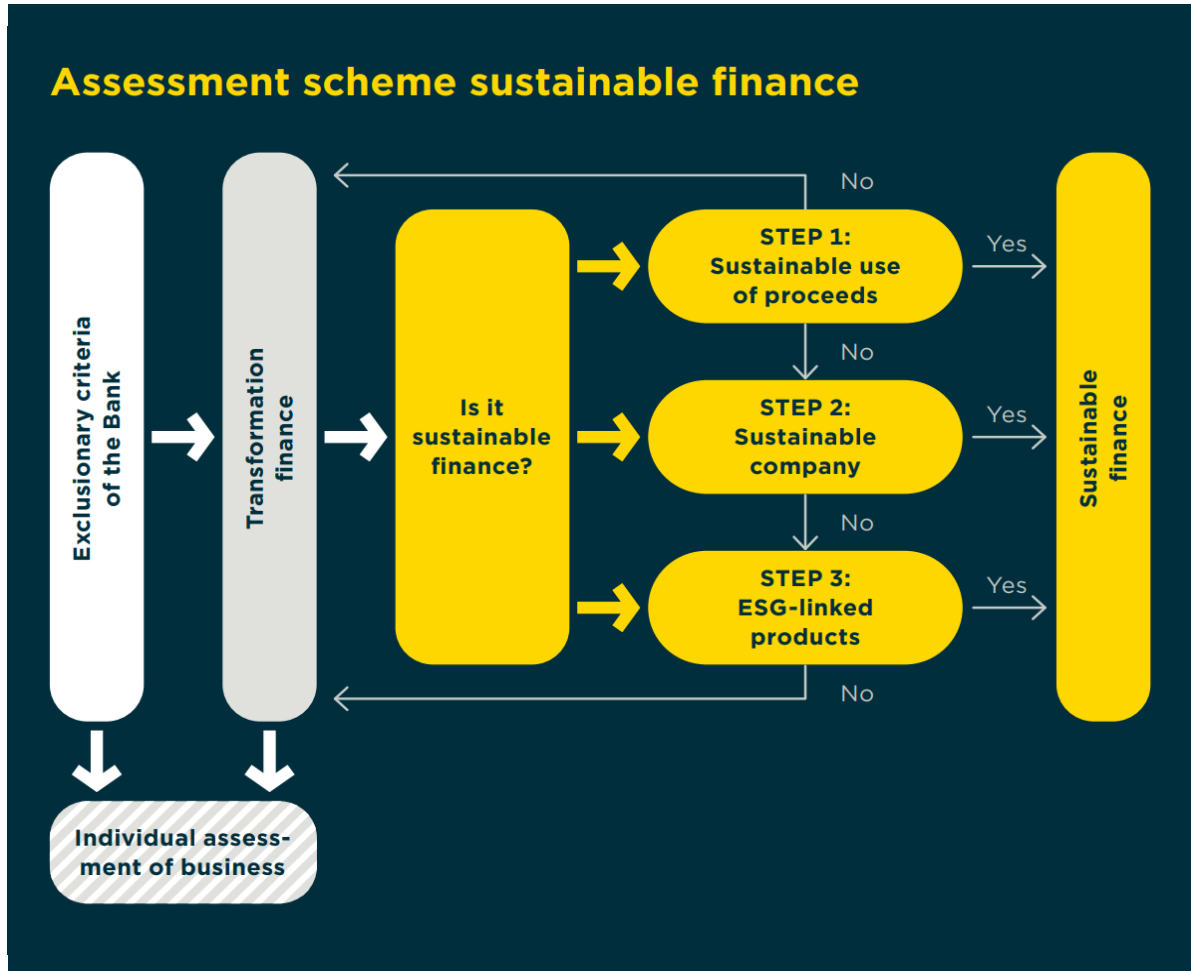 Assessment scheme sustainable finance
Exclusionary criteria
of the Bank
Transformation
finance
Is it
sustainable
finance?
No
STEP 1:
Sustainable use
of proceeds
Yes
No
STEP 2:
Sustainable
company
Yes
No
STEP 3:
ESG-linked
products
Yes
No
Sustainable
finance
Individual assess-
ment of business